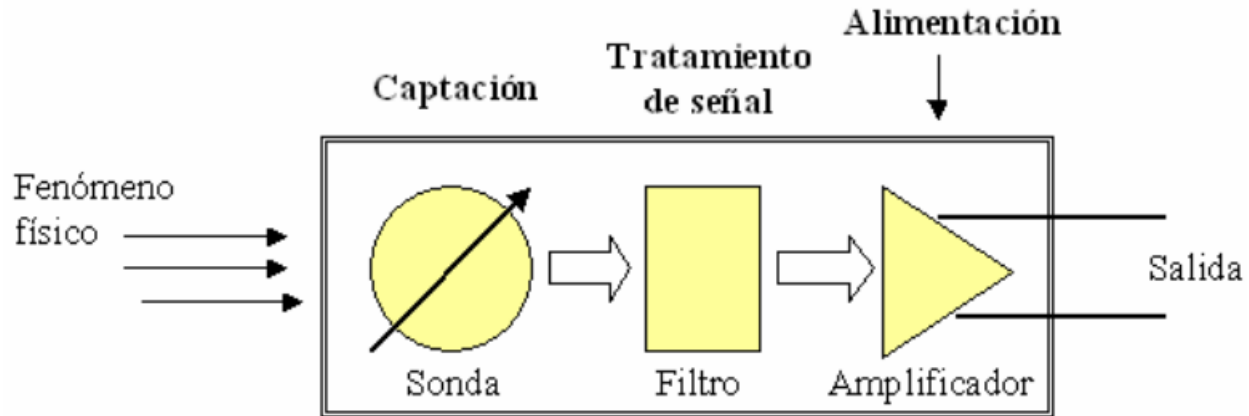 Alimentación
Tratamiento
de señal
Captación
Fenómeno
físico
Salida
Sonda
Filtro
Amplificador